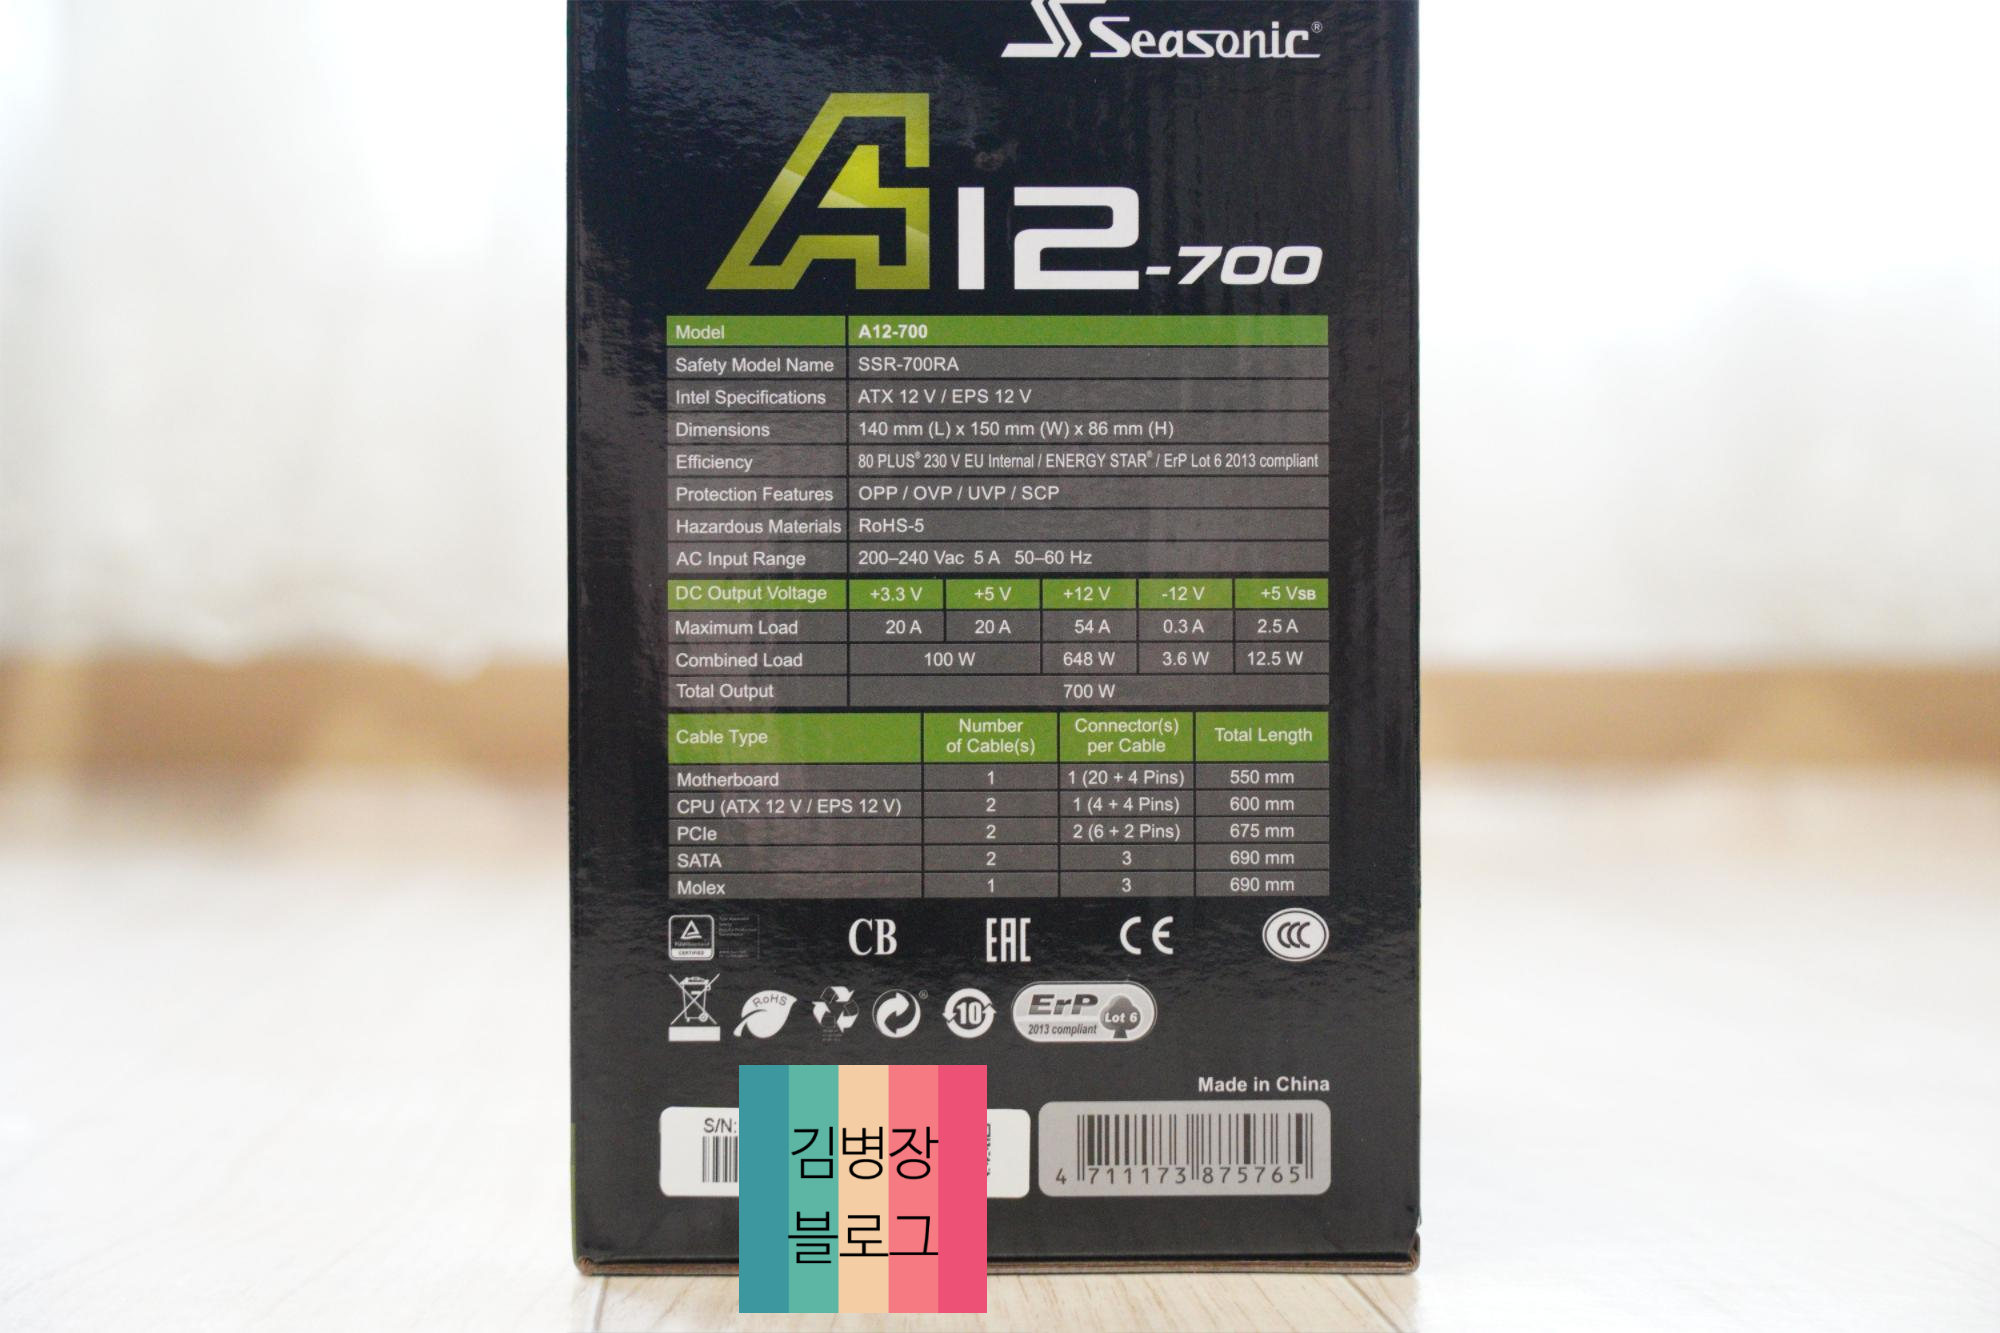 Seasonic®
A12-700
Model A12-700
Safety Model Name SSR-700RA
Intel Specifications ATX 12 V / EPS 12 V
Dimensions 140 mm (L) x 150 mm (W) x 86 mm (H)
Efficiency 80 PLUS® 230 V EU Internal / ENERGY STAR® / ErP Lot 6 2013 compliant
Protection Features OPP / OVP / UVP / SCP
Hazardous Materials RoHS-5
AC Input Range 200–240 Vac 5 A 50–60 Hz
DC Output Voltage +3.3 V +5 V +12 V -12 V +5 VSB
Maximum Load 20 A 20 A 54 A 0.3 A 2.5 A
Combined Load 100 W 648 W 3.6 W 12.5 W
Total Output 700 W
Cable Type Number of Cable(s) Connector(s) per Cable Total Length
Motherboard 1 1 (20 + 4 Pins) 550 mm
CPU (ATX 12 V / EPS 12 V) 2 1 (4 + 4 Pins) 600 mm
PCIe 2 2 (6 + 2 Pins) 675 mm
SATA 2 3 690 mm
Molex 1 3 690 mm
CB EAC CE CCC
RoHS ® 10 ErP Lot 6 2013 compliant
Made in China
S/N:
4 711173 875765
김병장
블로그